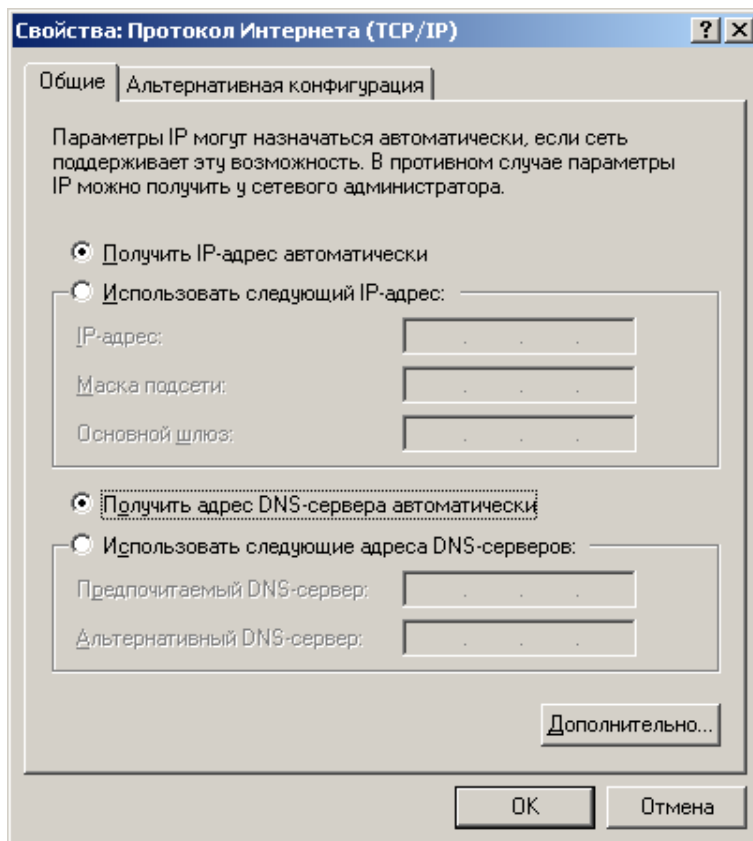 Свойства: Протокол Интернета (TCP/IP)
Общие
Альтернативная конфигурация
Параметры IP могут назначаться автоматически, если сеть
поддерживает эту возможность. В противном случае параметры
IP можно получить у сетевого администратора.
Получить IP-адрес автоматически
Использовать следующий IP-адрес:
IP-адрес:
Маска подсети:
Основной шлюз:
Получить адрес DNS-сервера автоматически
Использовать следующие адреса DNS-серверов:
Предпочитаемый DNS-сервер:
Альтернативный DNS-сервер:
Дополнительно...
OK
Отмена